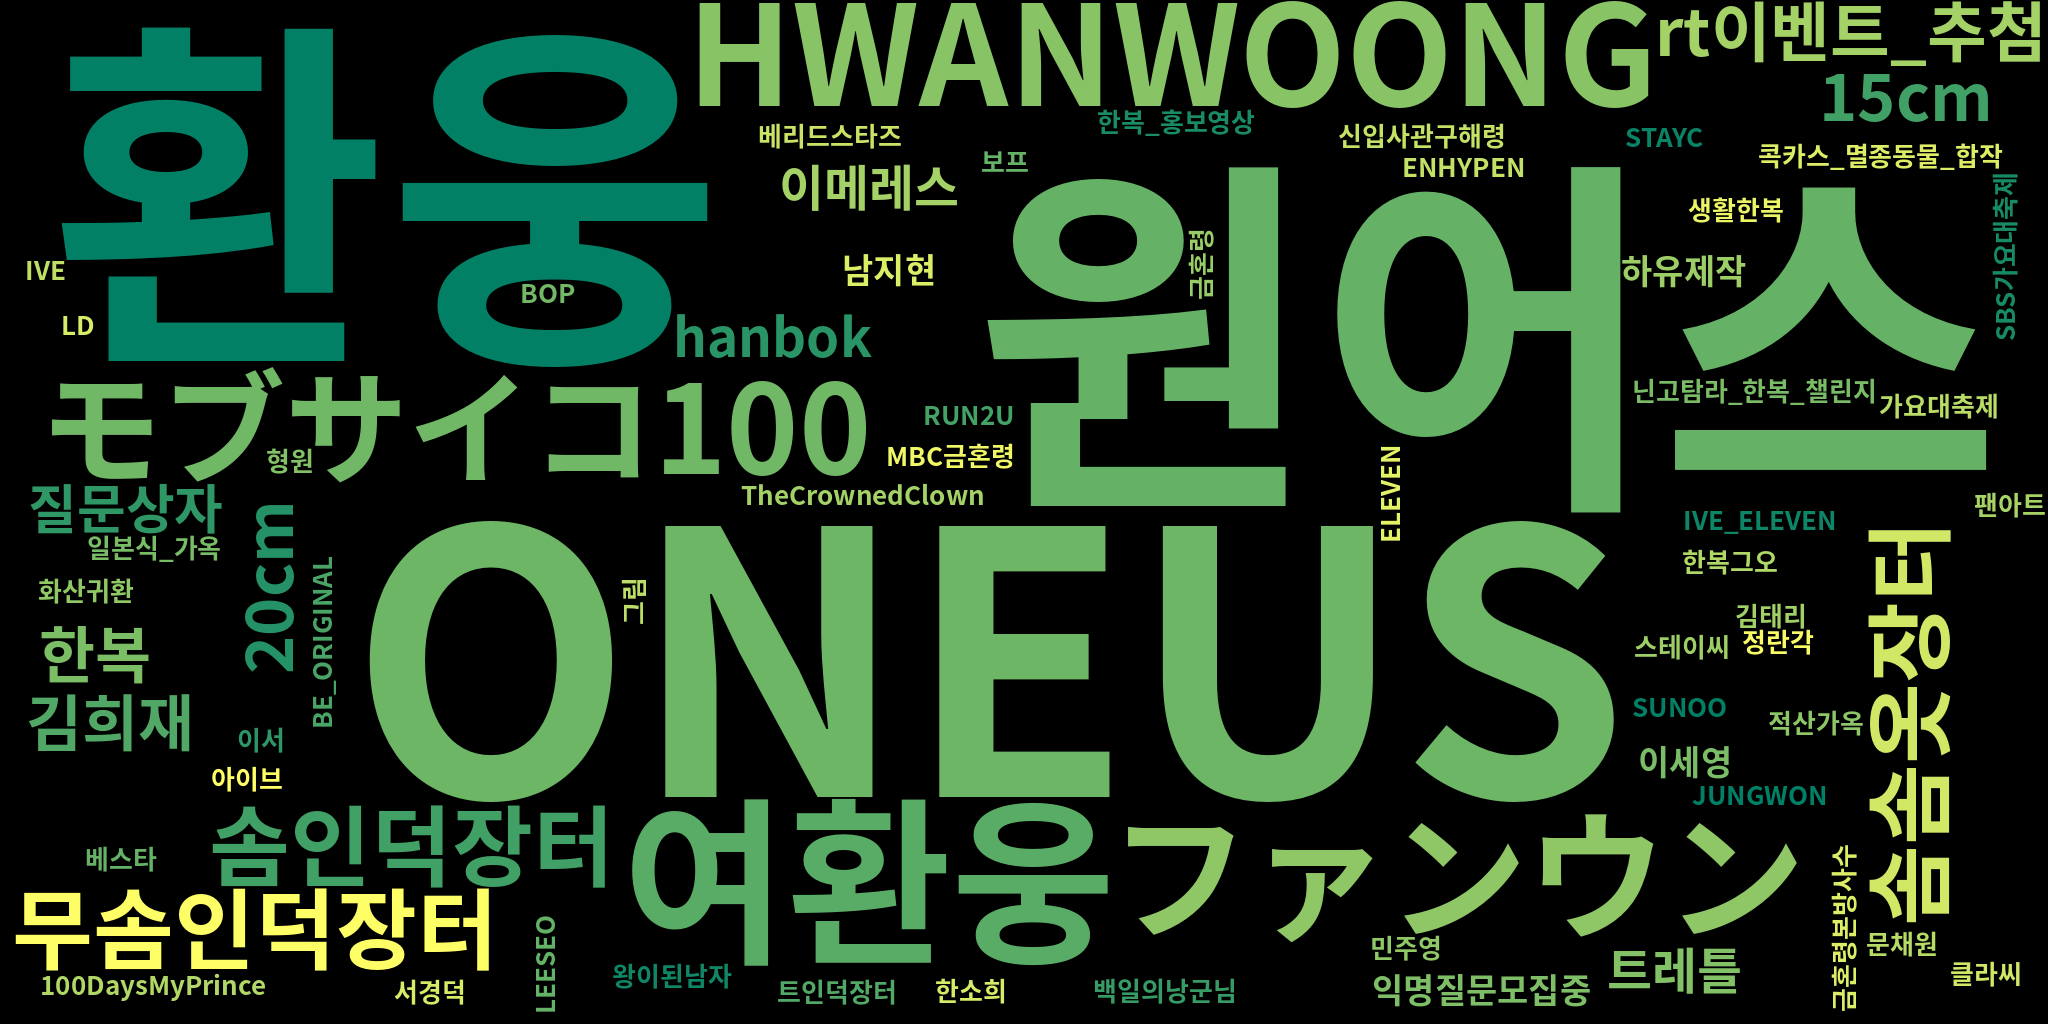 환웅
HWANWOONG
rt이벤트_추첨
15cm
베리드스타즈
한복_홍보영상
신입사관구해령
STAYC
보프
ENHYPEN
콕카스_멸종동물_합작
이메레스
생활한복
SBS가요대축제
원어스
금혼령
남지현
하유제작
IVE
BOP
LD
hanbok
モブサイコ100
닌고탐라_한복_챌린지
가요대축제
RUN2U
MBC금혼령
형원
TheCrownedClown
ELEVEN
질문상자
20cm
팬아트
IVE_ELEVEN
일본식_가옥
ONEUS
한복그오
화산귀환
BE_ORIGINAL
그림
솜솜옷장터
김태리
한복
스테이씨
정란각
김희재
SUNOO
적산가옥
이서
이세영
아이브
JUNGWON
솜인덕장터
여환웅
ファンウン
베스타
금혼령본방사수
무솜인덕장터
LEESEO
민주영
문채원
트레틀
클라씨
100DaysMyPrince
서경덕
왕이된남자
트인덕장터
한소희
백일의낭군님
익명질문모집중